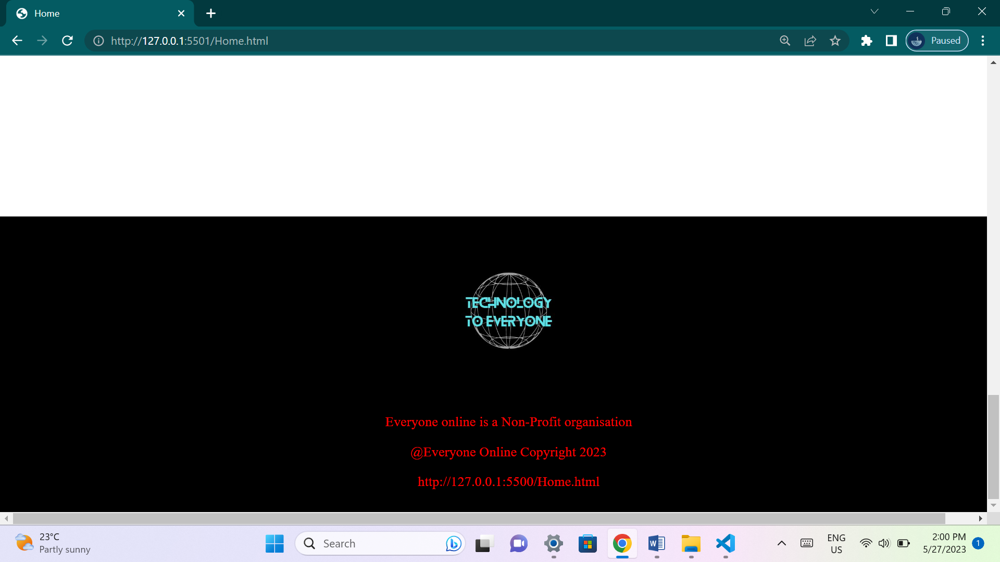 Home
http://127.0.0.1:5501/Home.html
Paused
TECHNOLOGY
TO EVERYONE
Everyone online is a Non-Profit organisation
@Everyone Online Copyright 2023
http://127.0.0.1:5500/Home.html
23°C
Partly sunny
Search
W
ENG
US
2:00 PM
5/27/2023
1